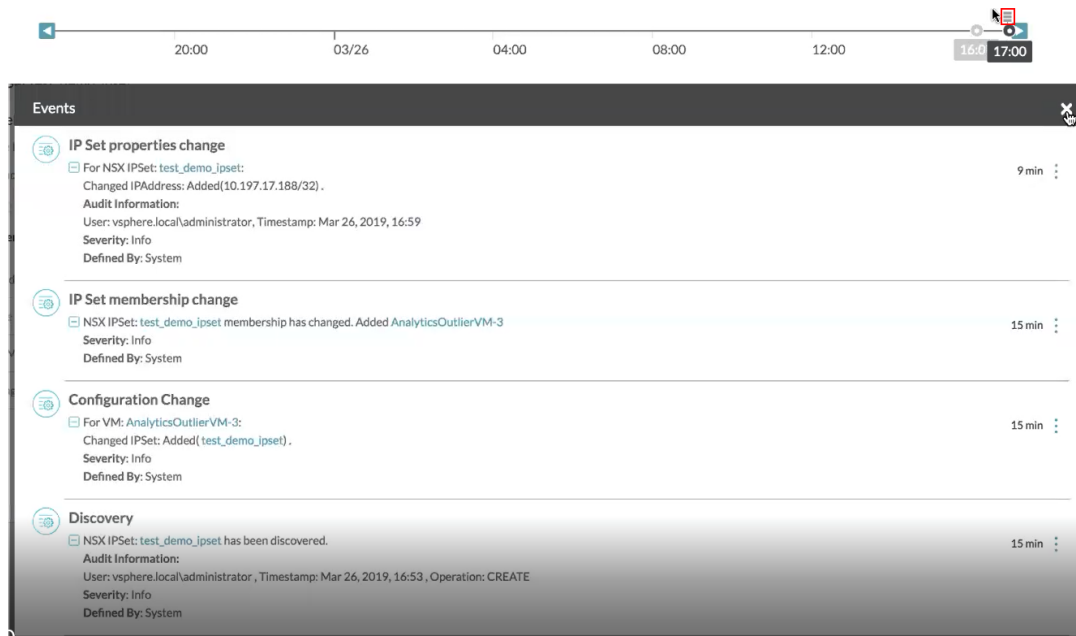 20:00
03/26
04:00
08:00
12:00
16:0
17:00
Events
IP Set properties change
For NSX IPSet: test_demo_ipset:
9 min
Changed IPAddress: Added(10.197.17.188/32) .
Audit Information:
User: vsphere.local\administrator, Timestamp: Mar 26, 2019, 16:59
Severity: Info
Defined By: System
IP Set membership change
NSX IPSet: test_demo_ipset membership has changed. Added AnalyticsOutlierVM-3
15 min
Severity: Info
Defined By: System
Configuration Change
For VM: AnalyticsOutlierVM-3:
15 min
Changed IPSet: Added( test_demo_ipset) .
Severity: Info
Defined By: System
Discovery
NSX IPSet: test_demo_ipset has been discovered.
15 min
Audit Information:
User: vsphere.local\administrator , Timestamp: Mar 26, 2019, 16:53 , Operation: CREATE
Severity: Info
Defined By: System